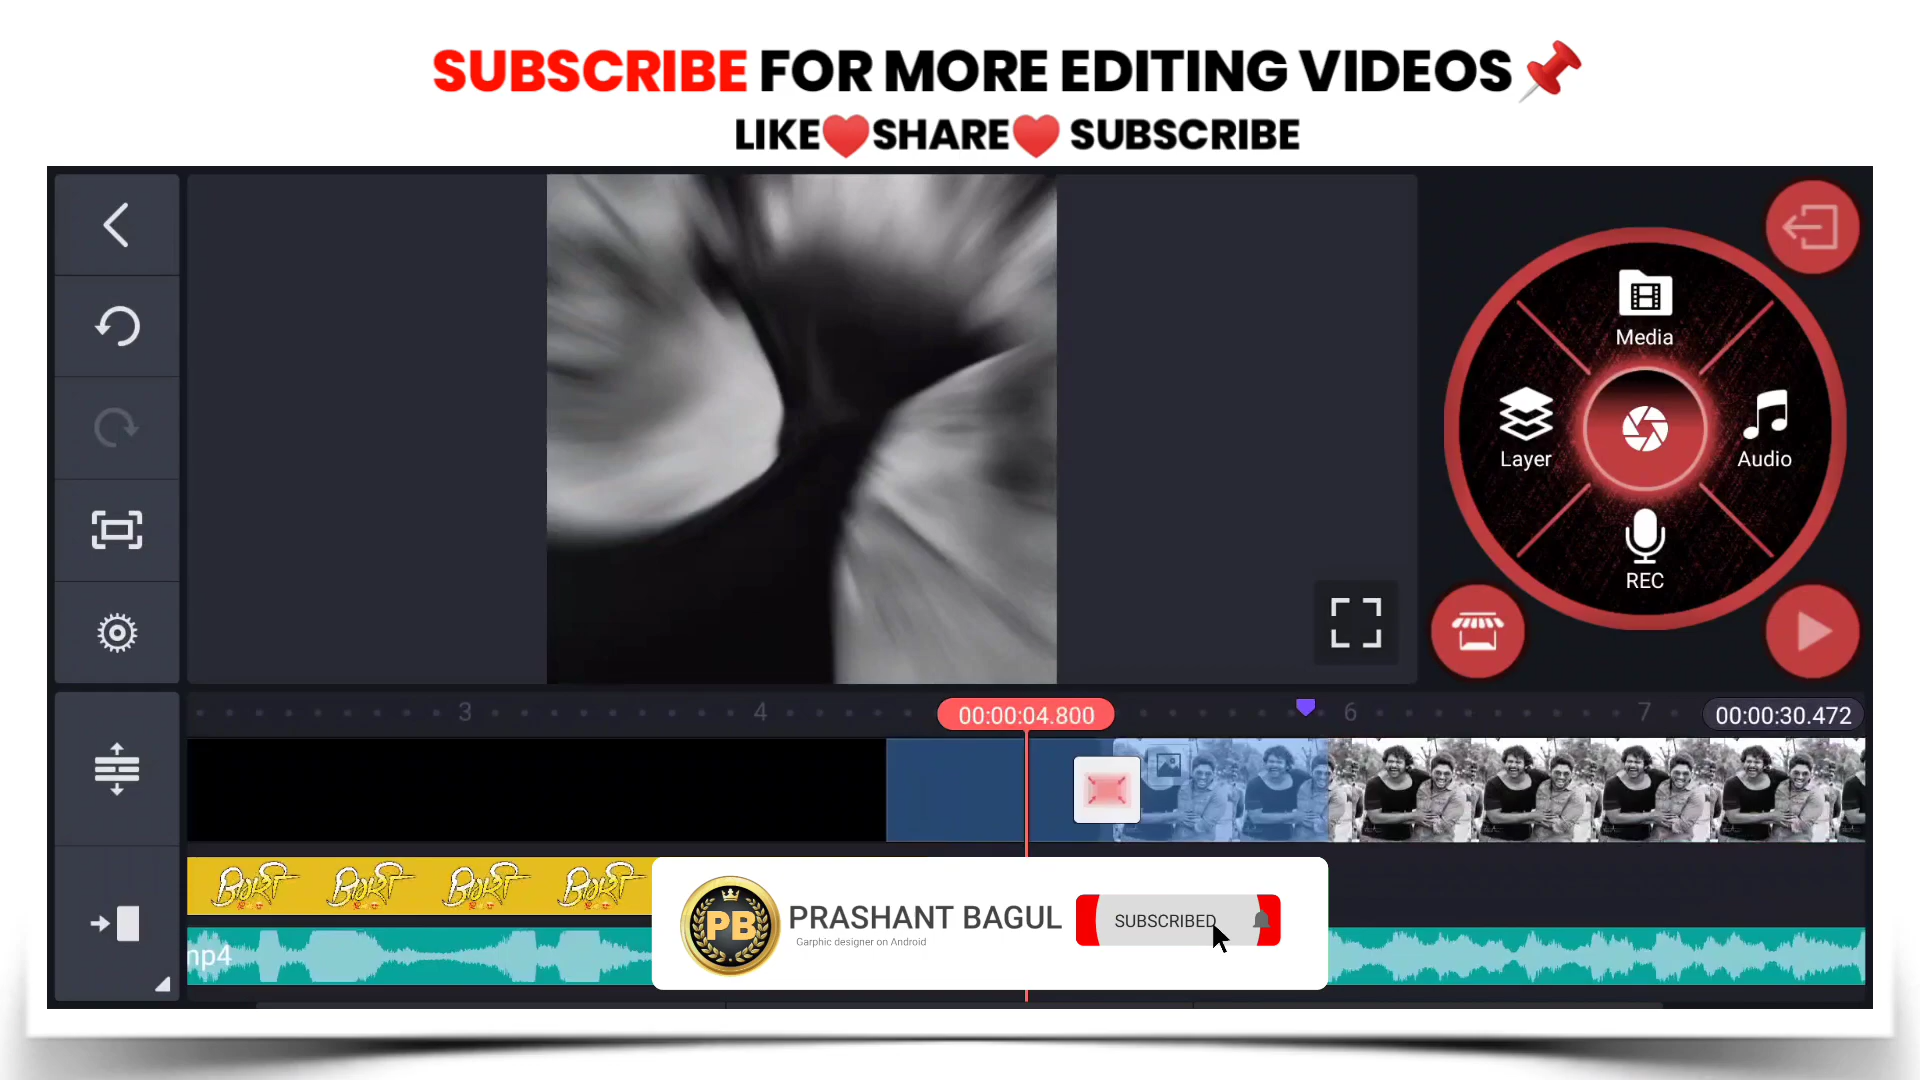 SUBSCRIBE FOR MORE EDITING VIDEOS
LIKE❤️SHARE❤️ SUBSCRIBE
Media
Layer
Audio
REC
3
4
00:00:04.800
6
7
00:00:30.472
mp4
PB
PRASHANT BAGUL
Garphic designer on Android
SUBSCRIBED